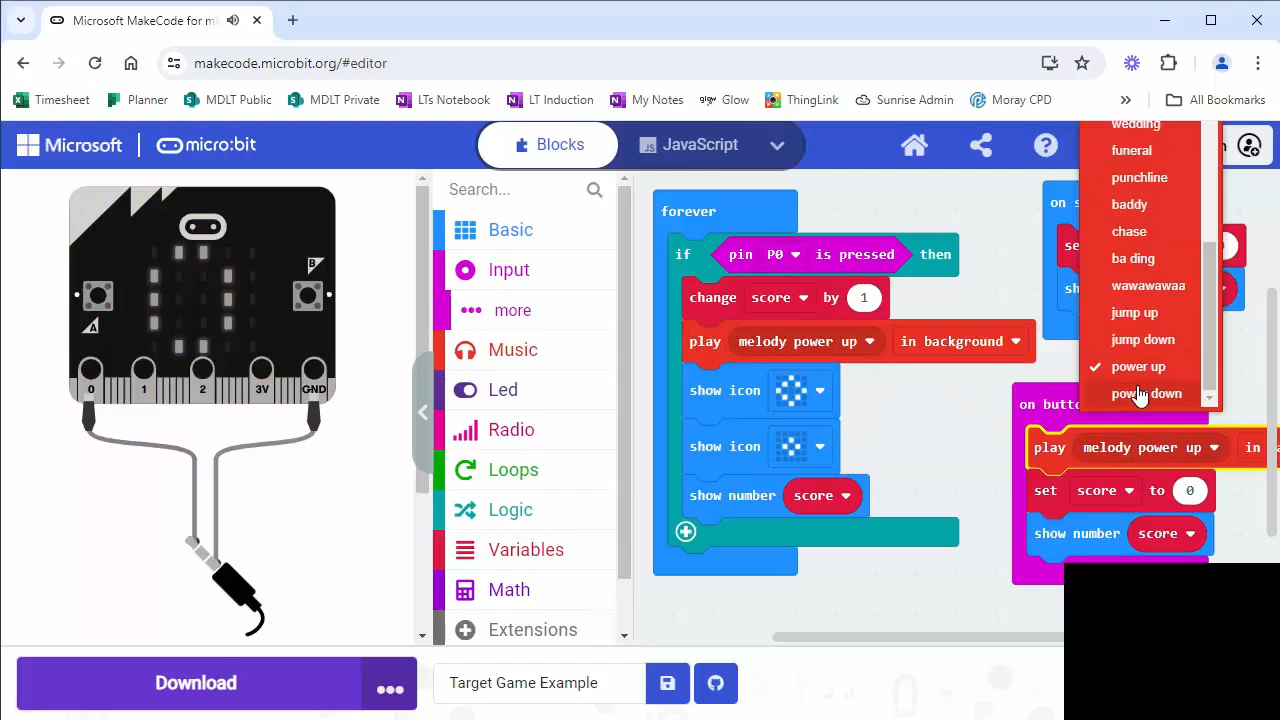 Microsoft MakeCode for mi
makecode.microbit.org/#editor
Timesheet
Planner
MDLT Public
MDLT Private
LTs Notebook
LT Induction
My Notes
glow Glow
ThingLink
Sunrise Admin
Moray CPD
All Bookmarks
Microsoft
micro:bit
Blocks
JS JavaScript
A
B
0 1 2 3V GND
Search...
Basic
Input
more
Music
Led
Radio
Loops
Logic
Variables
Math
Extensions
forever
if pin P0 is pressed then
change score by 1
play melody power up in background
show icon
show icon
show number score
on s
se
sh
wedding
funeral
punchline
baddy
chase
ba ding
wawawawaa
jump up
jump down
power up
power down
on butto
play melody power up in
set score to 0
show number score
Download
Target Game Example